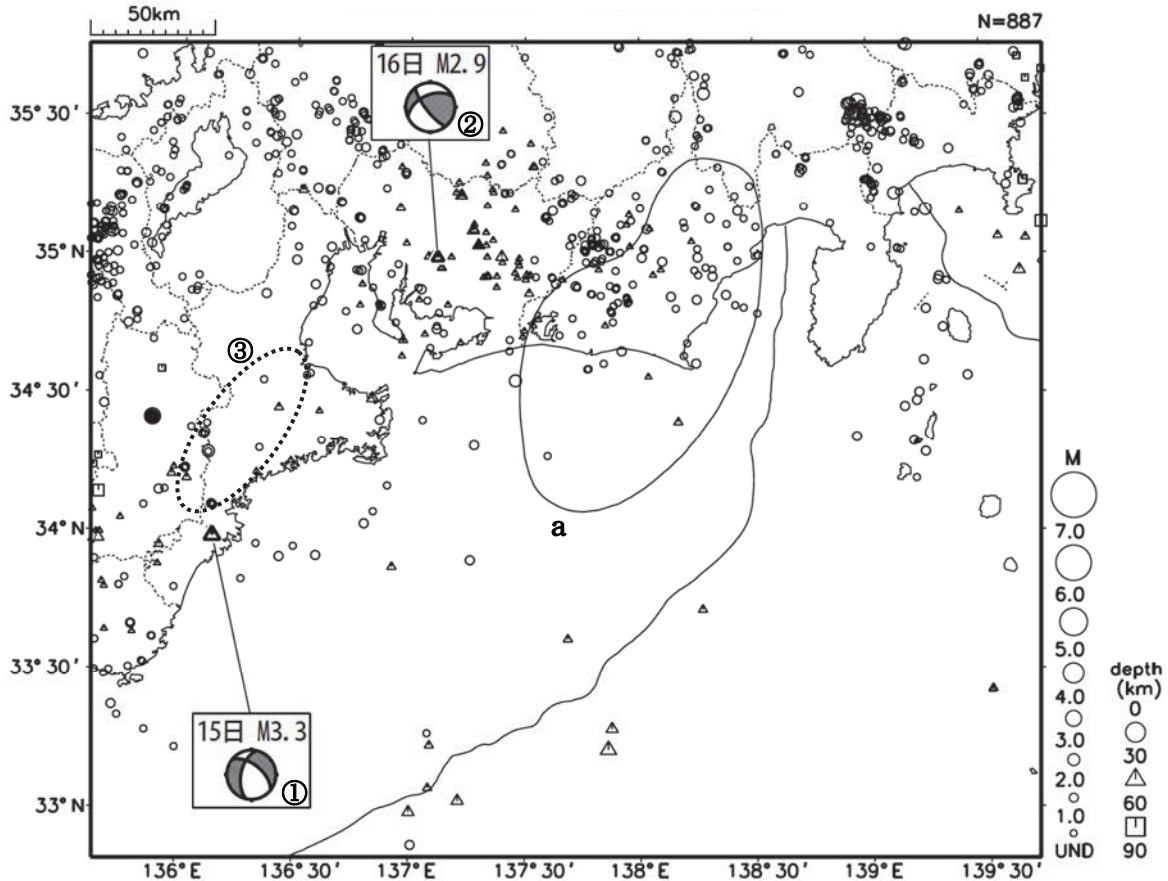 50km
N=887
16日 M2.9
②
35°30′
35°N
③
34°30′
a
34°N
33°30′
15日 M3.3
①
33°N
136°E
136°30′
137°E
137°30′
138°E
138°30′
139°E
139°30′
M
7.0
6.0
5.0
4.0
3.0
2.0
1.0
UND
depth
(km)
0
30
60
90